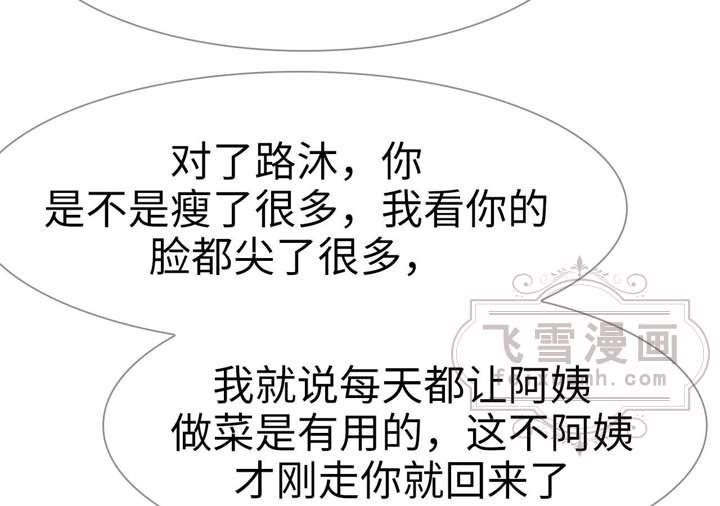 对了路沐，你
是不是瘦了很多，我看你的
脸都尖了很多，
飞雪漫画
我就说每天都让阿姨
做菜是有用的，这不阿姨
才刚走你就回来了